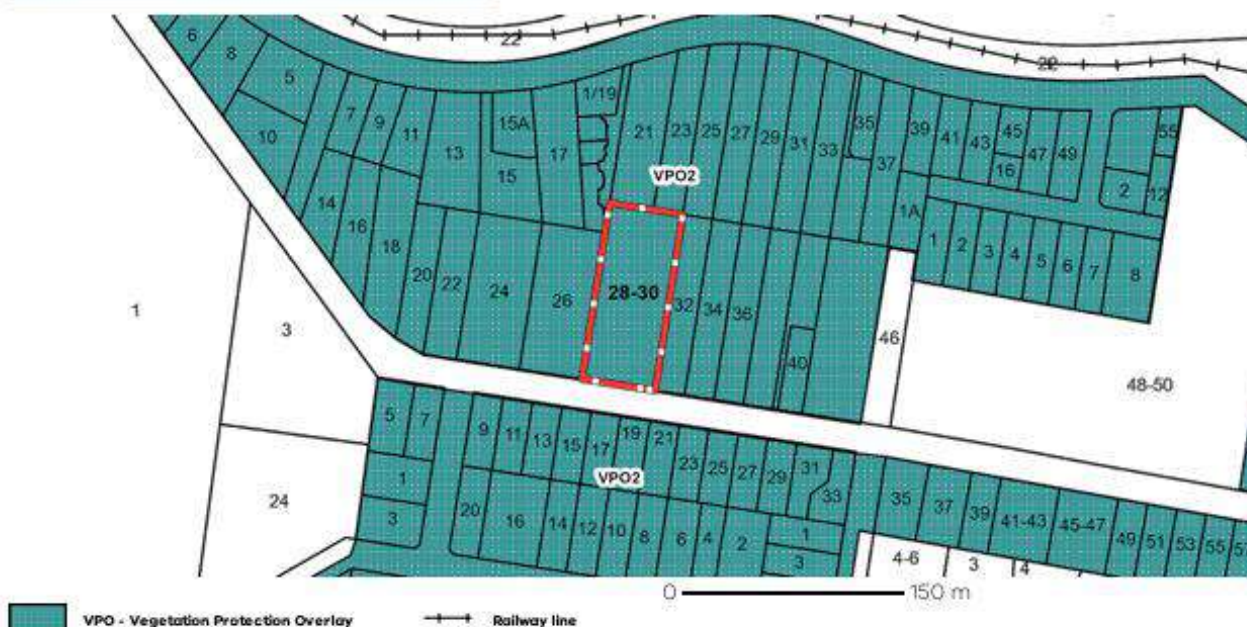 22 22
6 8 5 7 9 11 13 15A 15 17 1/19 21 23 25 27 29 31 33 35 37 39 41 43 45 16 47 49 55 2 12
10 14 16 18 20 22 24 26 28-30 32 34 36 40 46 1A 1 2 3 4 5 6 7 8
VPO2
1 3 48-50
5 7 9 11 13 15 17 19 21 23 25 27 29 31 33 35 37 39 41-43 45-47 49 51 53 55
VPO2
24 1 3 20 16 14 12 10 8 6 4 2 1 3 4-6 3 4
0 150 m
VPO - Vegetation Protection Overlay Railway line